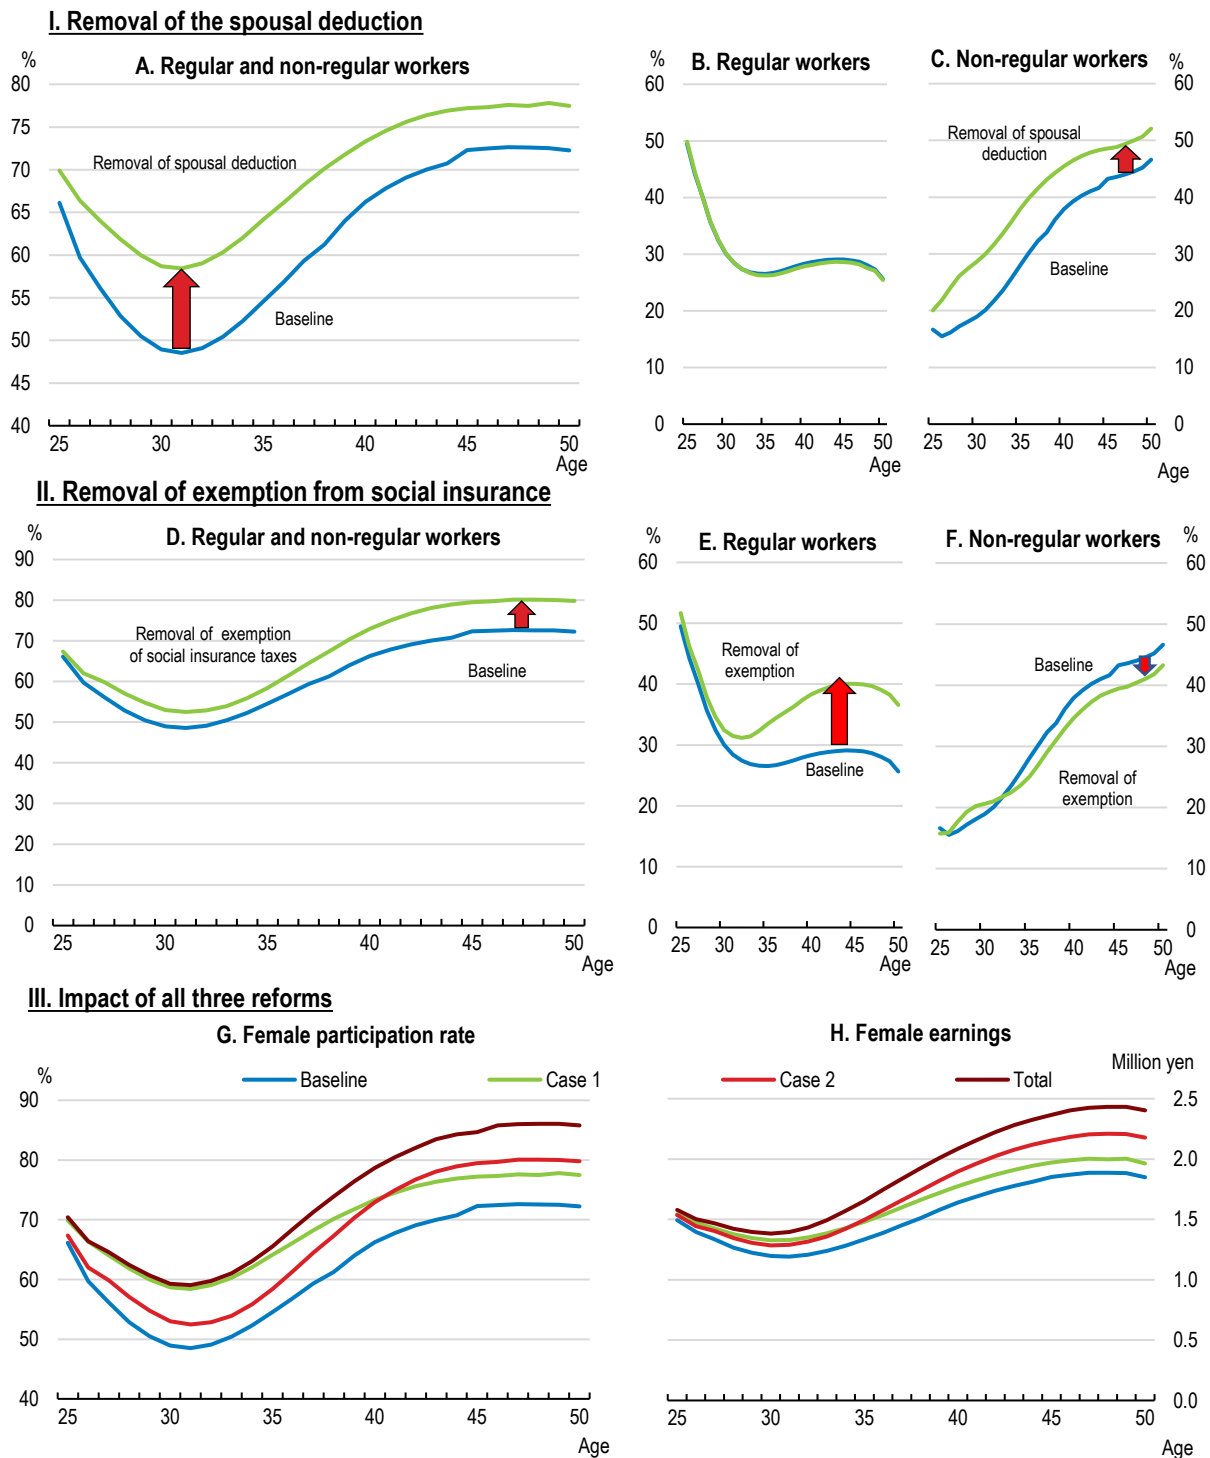 I. Removal of the spousal deduction
%
A. Regular and non-regular workers
80
75
70
65
60
55
50
45
40
Removal of spousal deduction
Baseline
25 30 35 40 45 50
Age
%
B. Regular workers
60
50
40
30
20
10
0
25 30 35 40 45 50
Age
C. Non-regular workers
%
60
50
40
30
20
10
0
Removal of spousal
deduction
Baseline
25 30 35 40 45 50
Age
II. Removal of exemption from social insurance
%
D. Regular and non-regular workers
90
80
70
60
50
40
30
20
10
0
Removal of exemption
of social insurance taxes
Baseline
25 30 35 40 45 50
Age
%
E. Regular workers
60
50
40
30
20
10
0
Removal of
exemption
Baseline
25 30 35 40 45 50
Age
F. Non-regular workers
%
60
50
40
30
20
10
0
Baseline
Removal of
exemption
25 30 35 40 45 50
Age
III. Impact of all three reforms
G. Female participation rate
%
Baseline
Case 1
90
80
70
60
50
40
25 30 35 40 45 50
Age
H. Female earnings
Million yen
Case 2
Total
2.5
2.0
1.5
1.0
0.5
0.0
25 30 35 40 45 50
Age